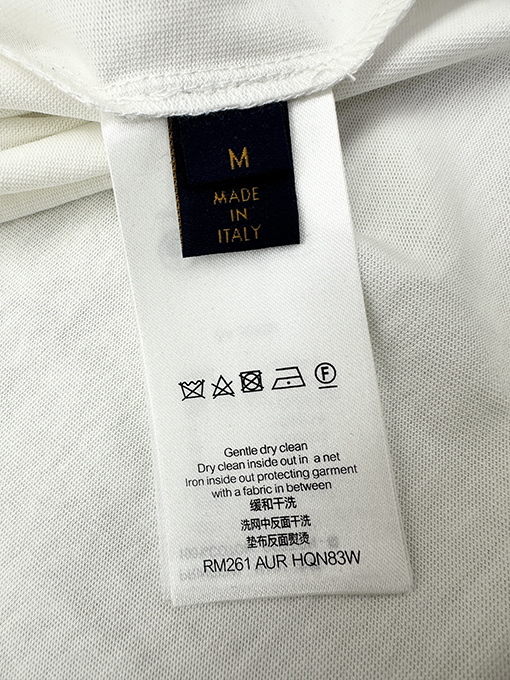 M
MADE
IN
ITALY
F
Gentle dry clean
Dry clean inside out in a net
Iron inside out protecting garment
with a fabric in between
缓和干洗
洗网中反面干洗
垫布反面熨烫
RM261 AUR HQN83W